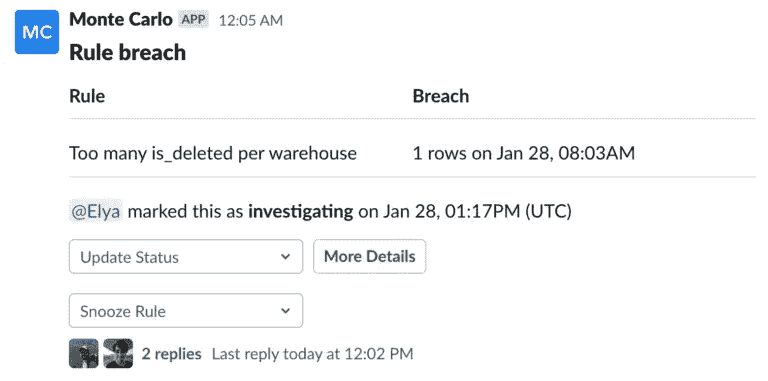 MC Monte Carlo APP 12:05 AM
Rule breach
Rule Breach
Too many is_deleted per warehouse 1 rows on Jan 28, 08:03AM
@Elya marked this as investigating on Jan 28, 01:17PM (UTC)
Update Status More Details
Snooze Rule
2 replies Last reply today at 12:02 PM